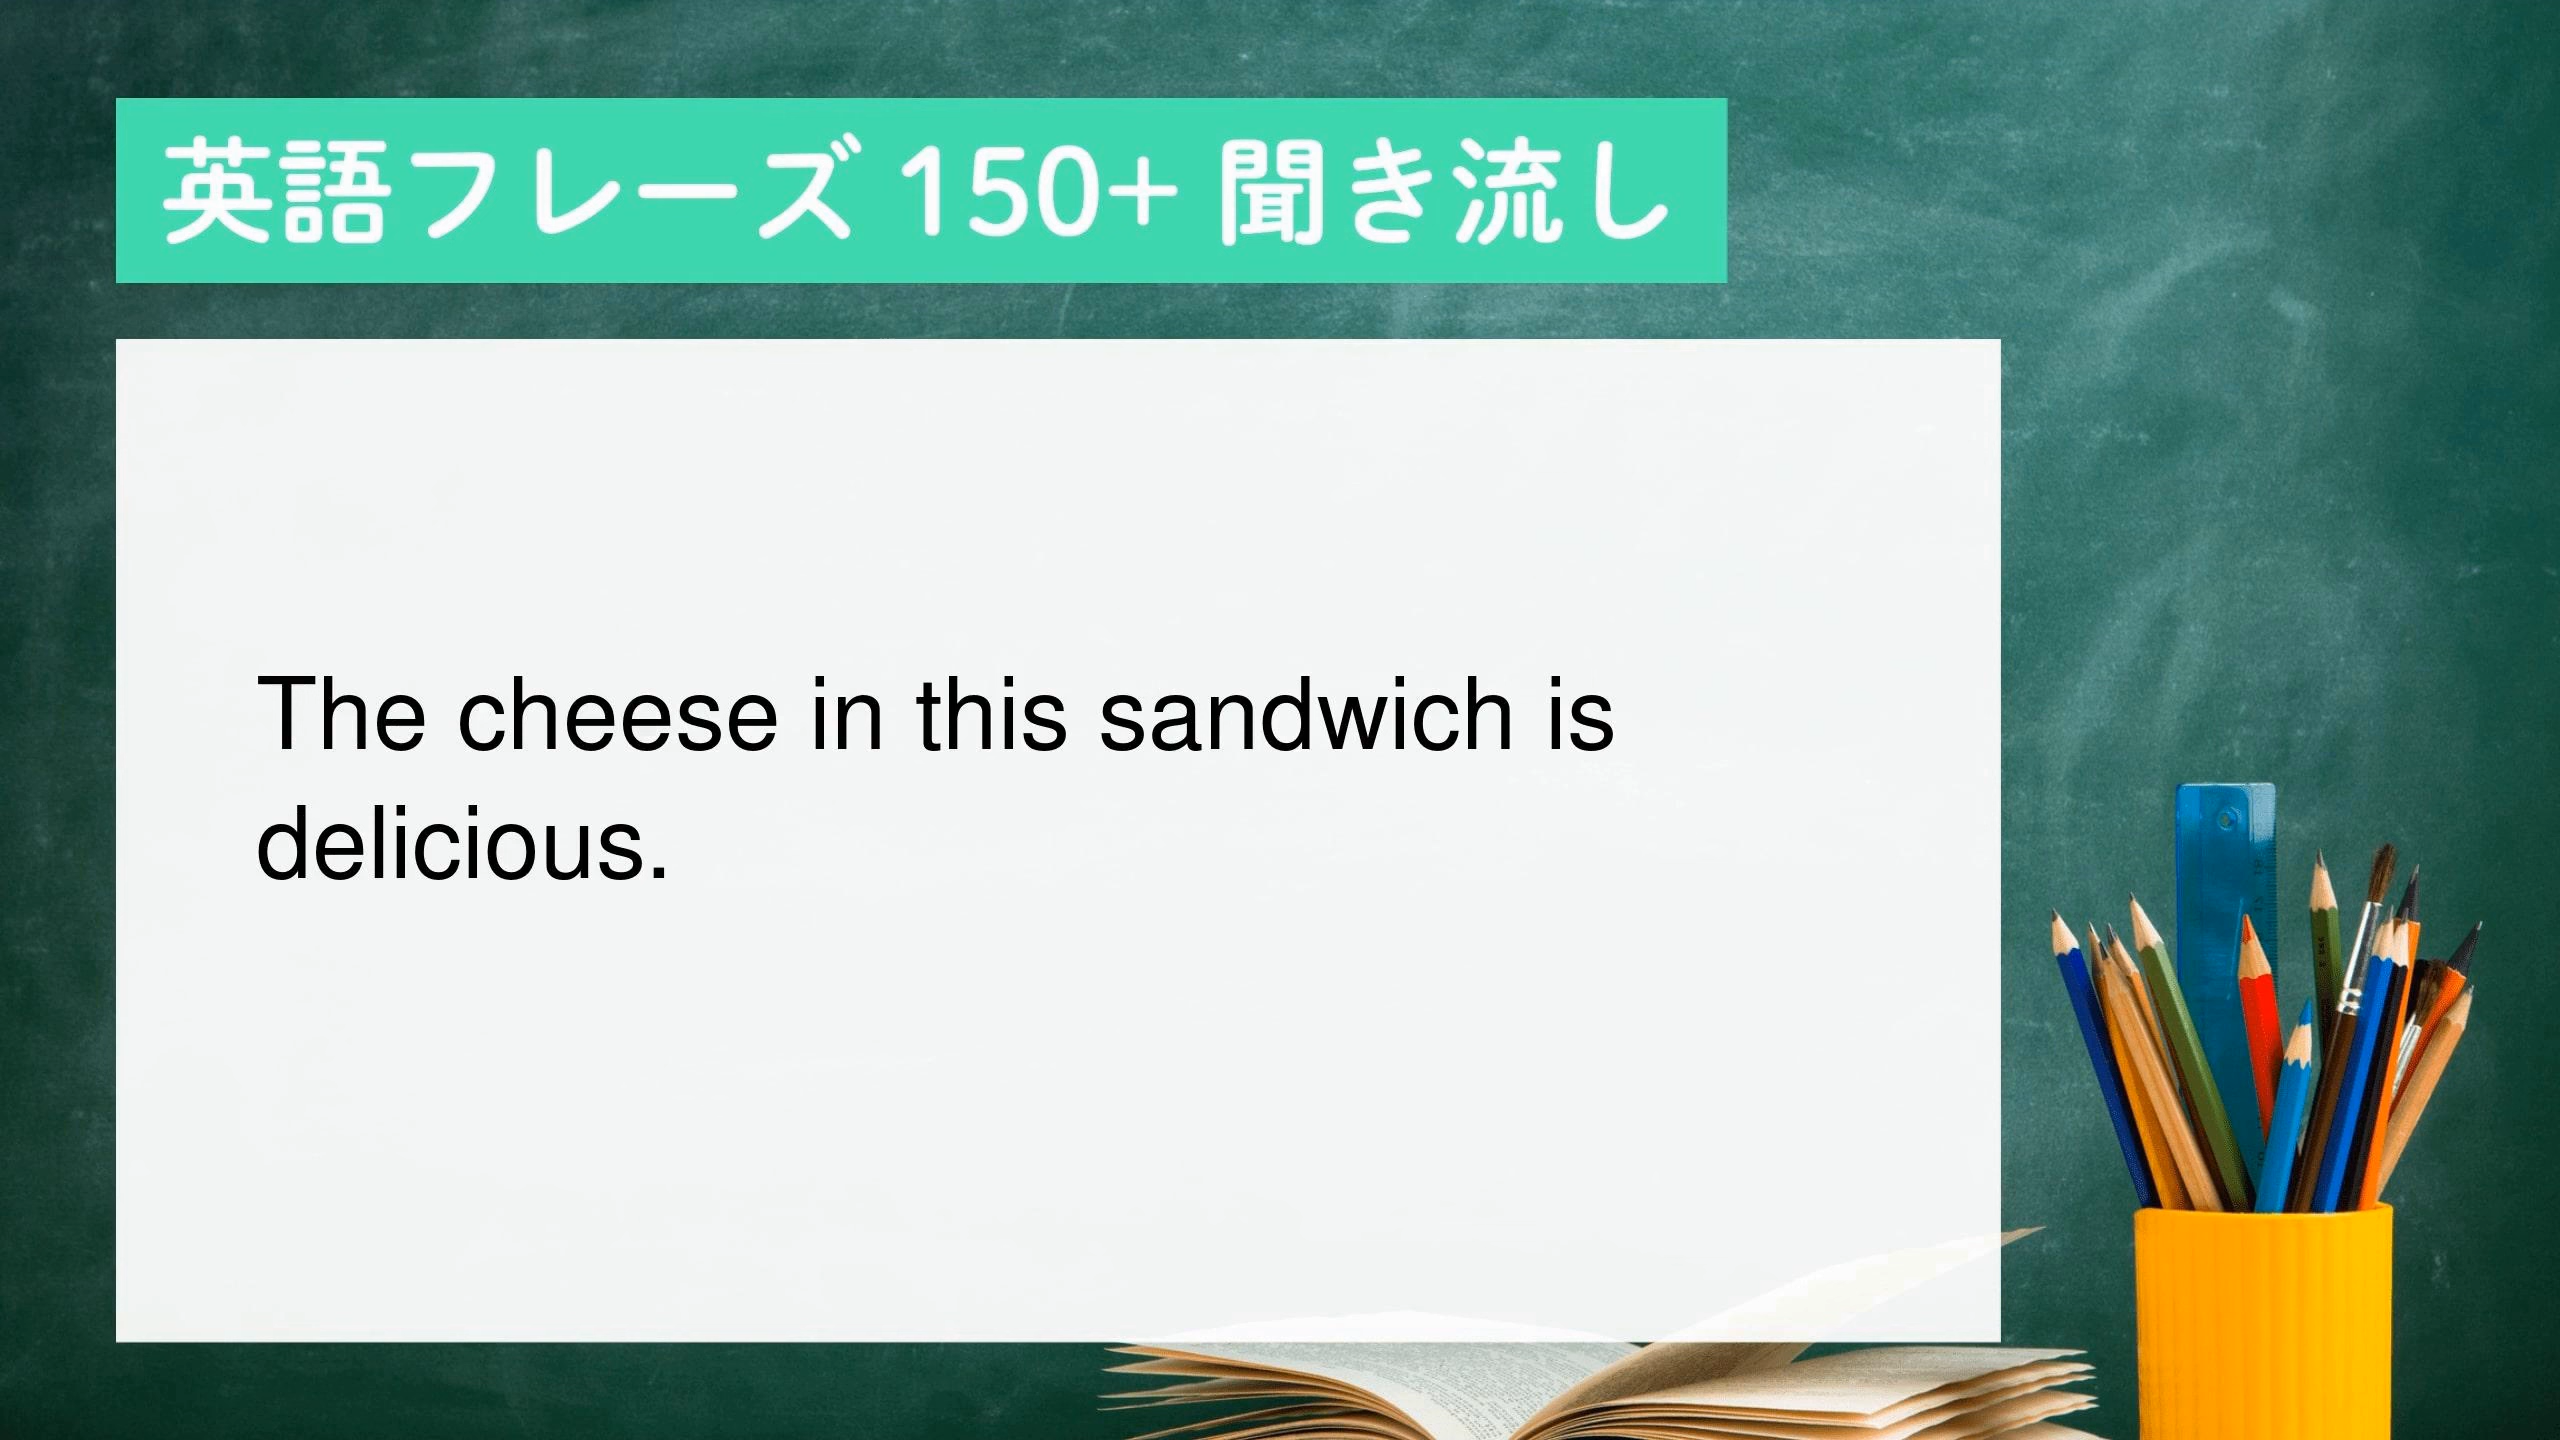 英語フレーズ 150+ 聞き流し
The cheese in this sandwich is
delicious.